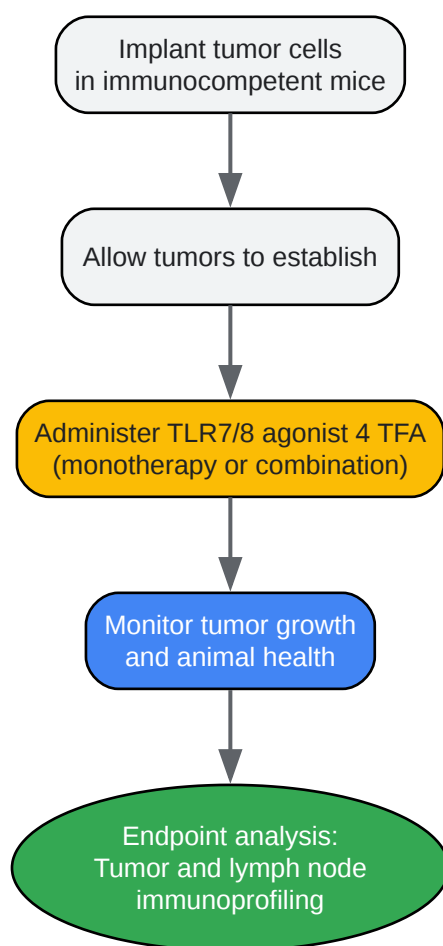 Implant tumor cells
in immunocompetent mice
Allow tumors to establish
Administer TLR7/8 agonist 4 TFA
(monotherapy or combination)
Monitor tumor growth
and animal health
Endpoint analysis:
Tumor and lymph node
immunoprofiling